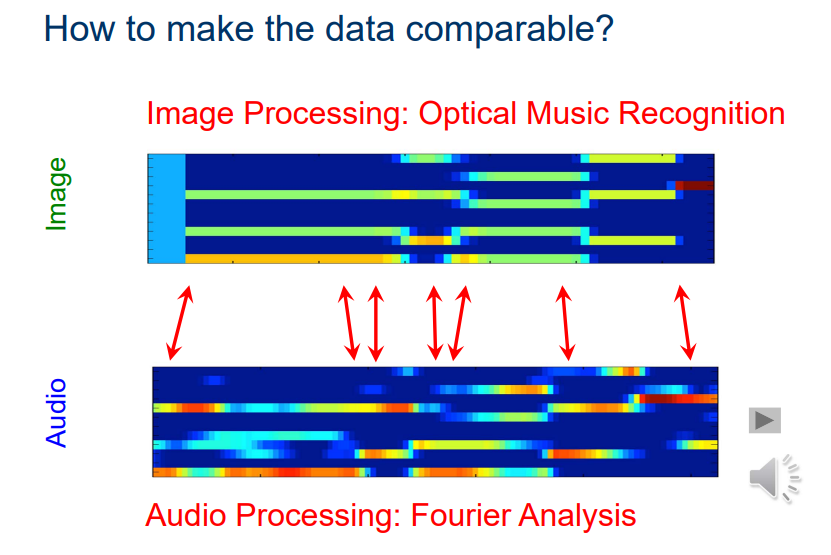 How to make the data comparable?
Image Processing: Optical Music Recognition
Image
Audio
Audio Processing: Fourier Analysis